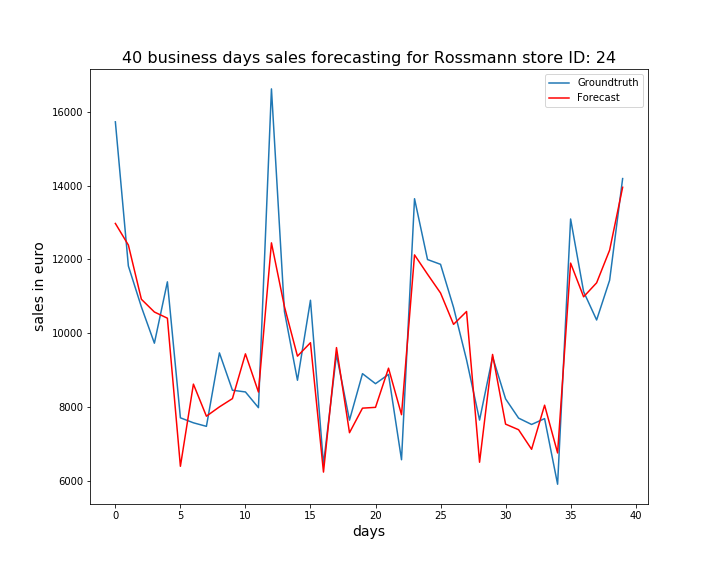 40 business days sales forecasting for Rossmann store ID: 24
Groundtruth
Forecast
16000
14000
12000
10000
8000
6000
sales in euro
0 5 10 15 20 25 30 35 40
days